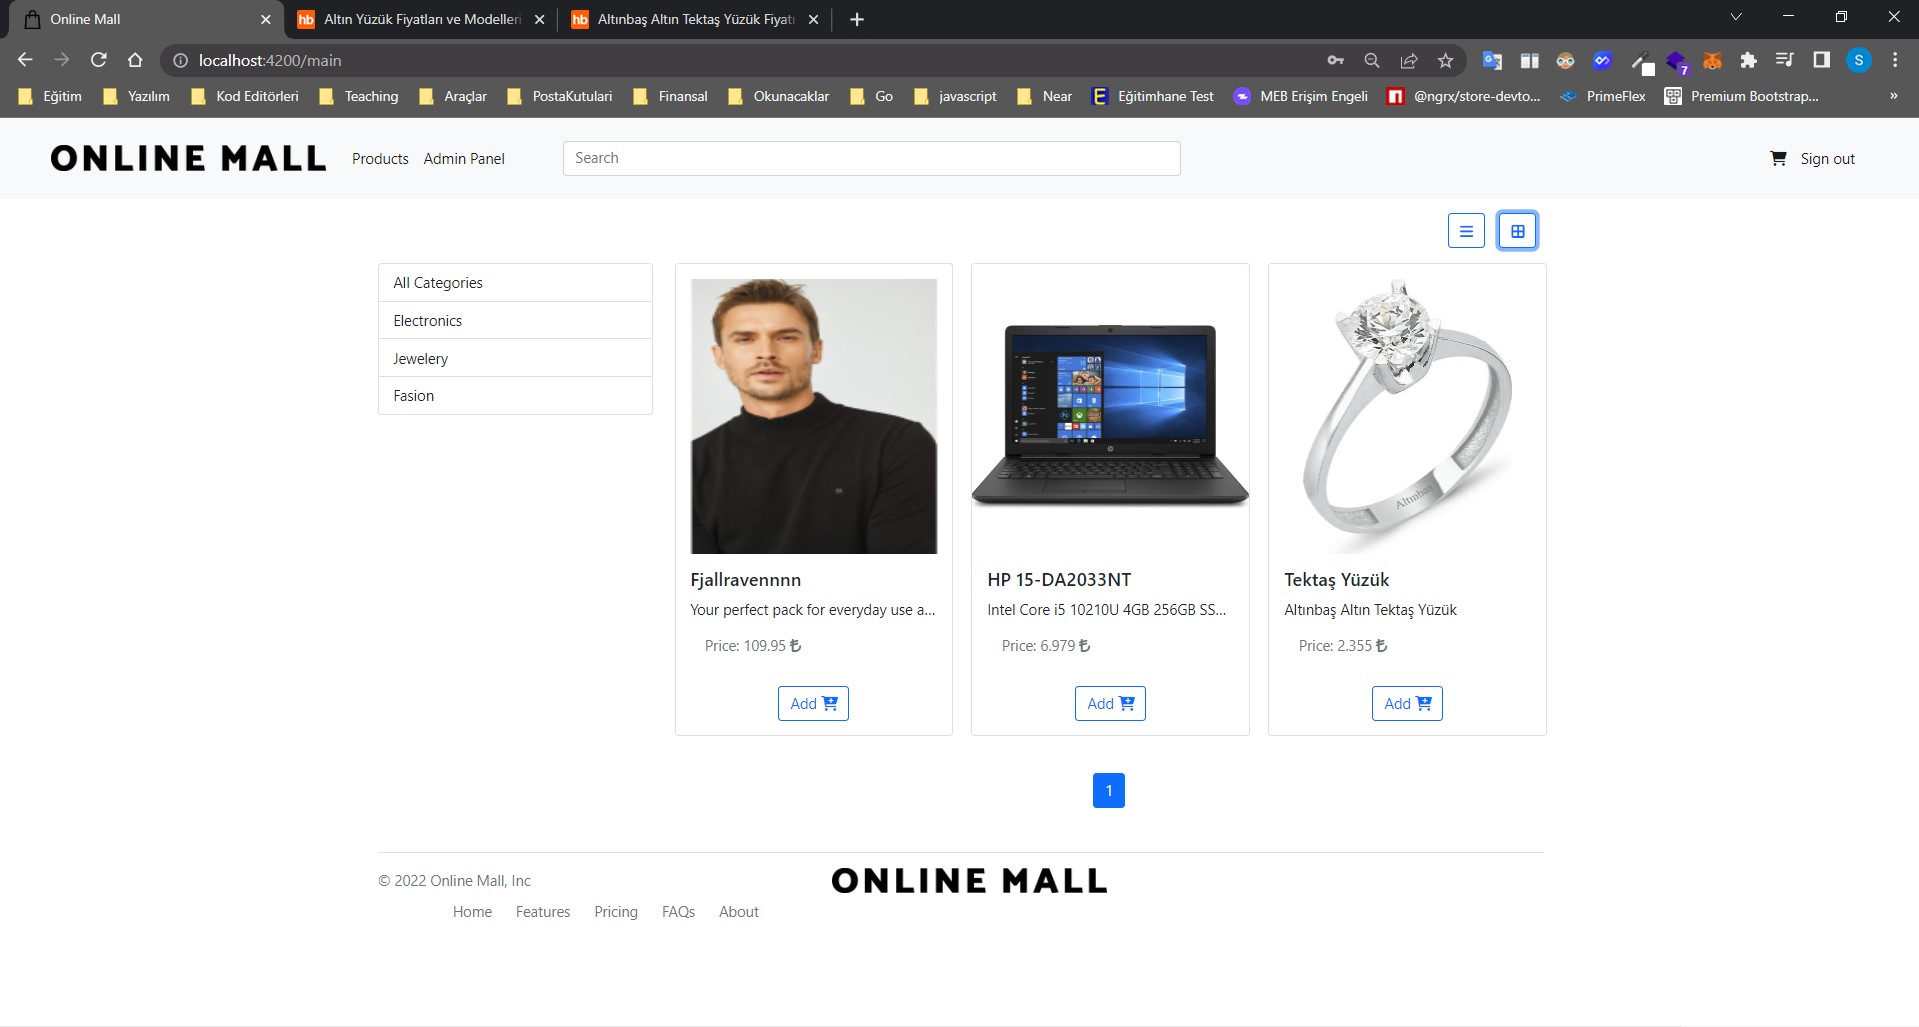 Online Mall
Altın Yüzük Fiyatları ve Modelleri
Altınbaş Altın Tektaş Yüzük Fiyatı
localhost:4200/main
Eğitim Yazılım Kod Editörleri Teaching Araçlar PostaKutulari Finansal Okunacaklar Go javascript Near Eğitimhane Test MEB Erişim Engeli @ngrx/store-devto... PrimeFlex Premium Bootstrap... »
ONLINE MALL Products Admin Panel Search Sign out
All Categories
Electronics
Jewelery
Fasion
Altınbaş
Fjallravennnn
Your perfect pack for everyday use a...
Price: 109.95 ₺
Add
HP 15-DA2033NT
Intel Core i5 10210U 4GB 256GB SS...
Price: 6.979 ₺
Add
Tektaş Yüzük
Altınbaş Altın Tektaş Yüzük
Price: 2.355 ₺
Add
1
© 2022 Online Mall, Inc
ONLINE MALL
Home Features Pricing FAQs About